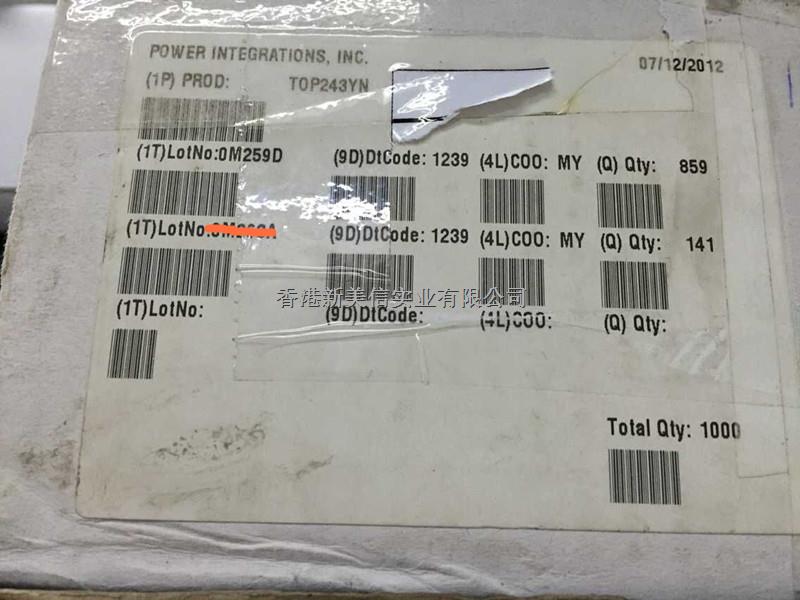 POWER INTEGRATIONS, INC. 07/12/2012
(1P) PROD: TOP243YN
(1T)LotNo:0M259D (9D)DtCode: 1239 (4L)COO: MY (Q) Qty: 859
(1T)LotNo: (9D)DtCode: 1239 (4L)COO: MY (Q) Qty: 141
香港新美信实业有限公司
(1T)LotNo: (9D)DtCode: (4L)COO: (Q) Qty:
Total Qty: 1000